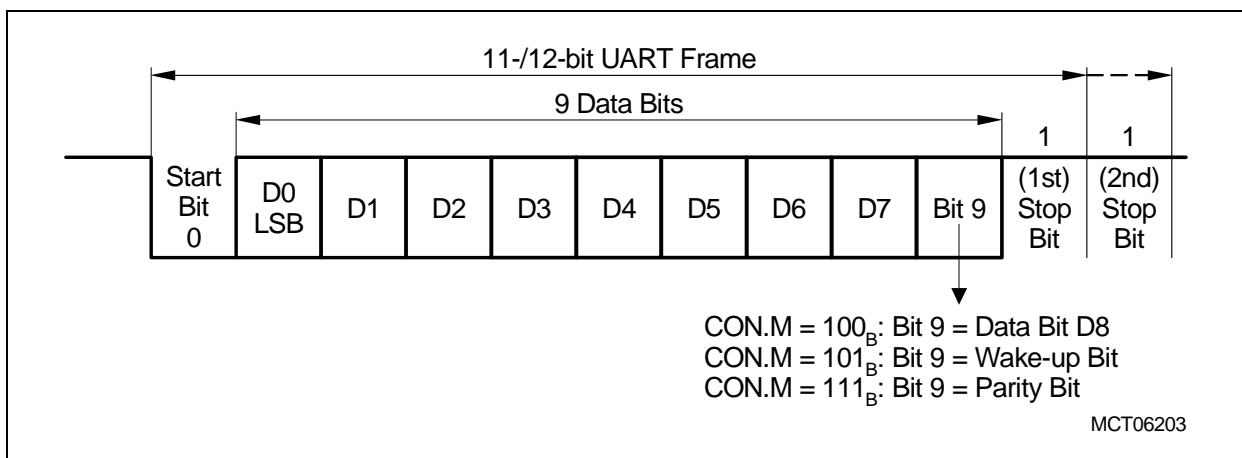 11-/12-bit UART Frame
9 Data Bits
1
1
Start
Bit
0
D0
LSB
D1
D2
D3
D4
D5
D6
D7
Bit 9
(1st)
Stop
Bit
(2nd)
Stop
Bit
CON.M = 100B: Bit 9 = Data Bit D8
CON.M = 101B: Bit 9 = Wake-up Bit
CON.M = 111B: Bit 9 = Parity Bit
MCT06203